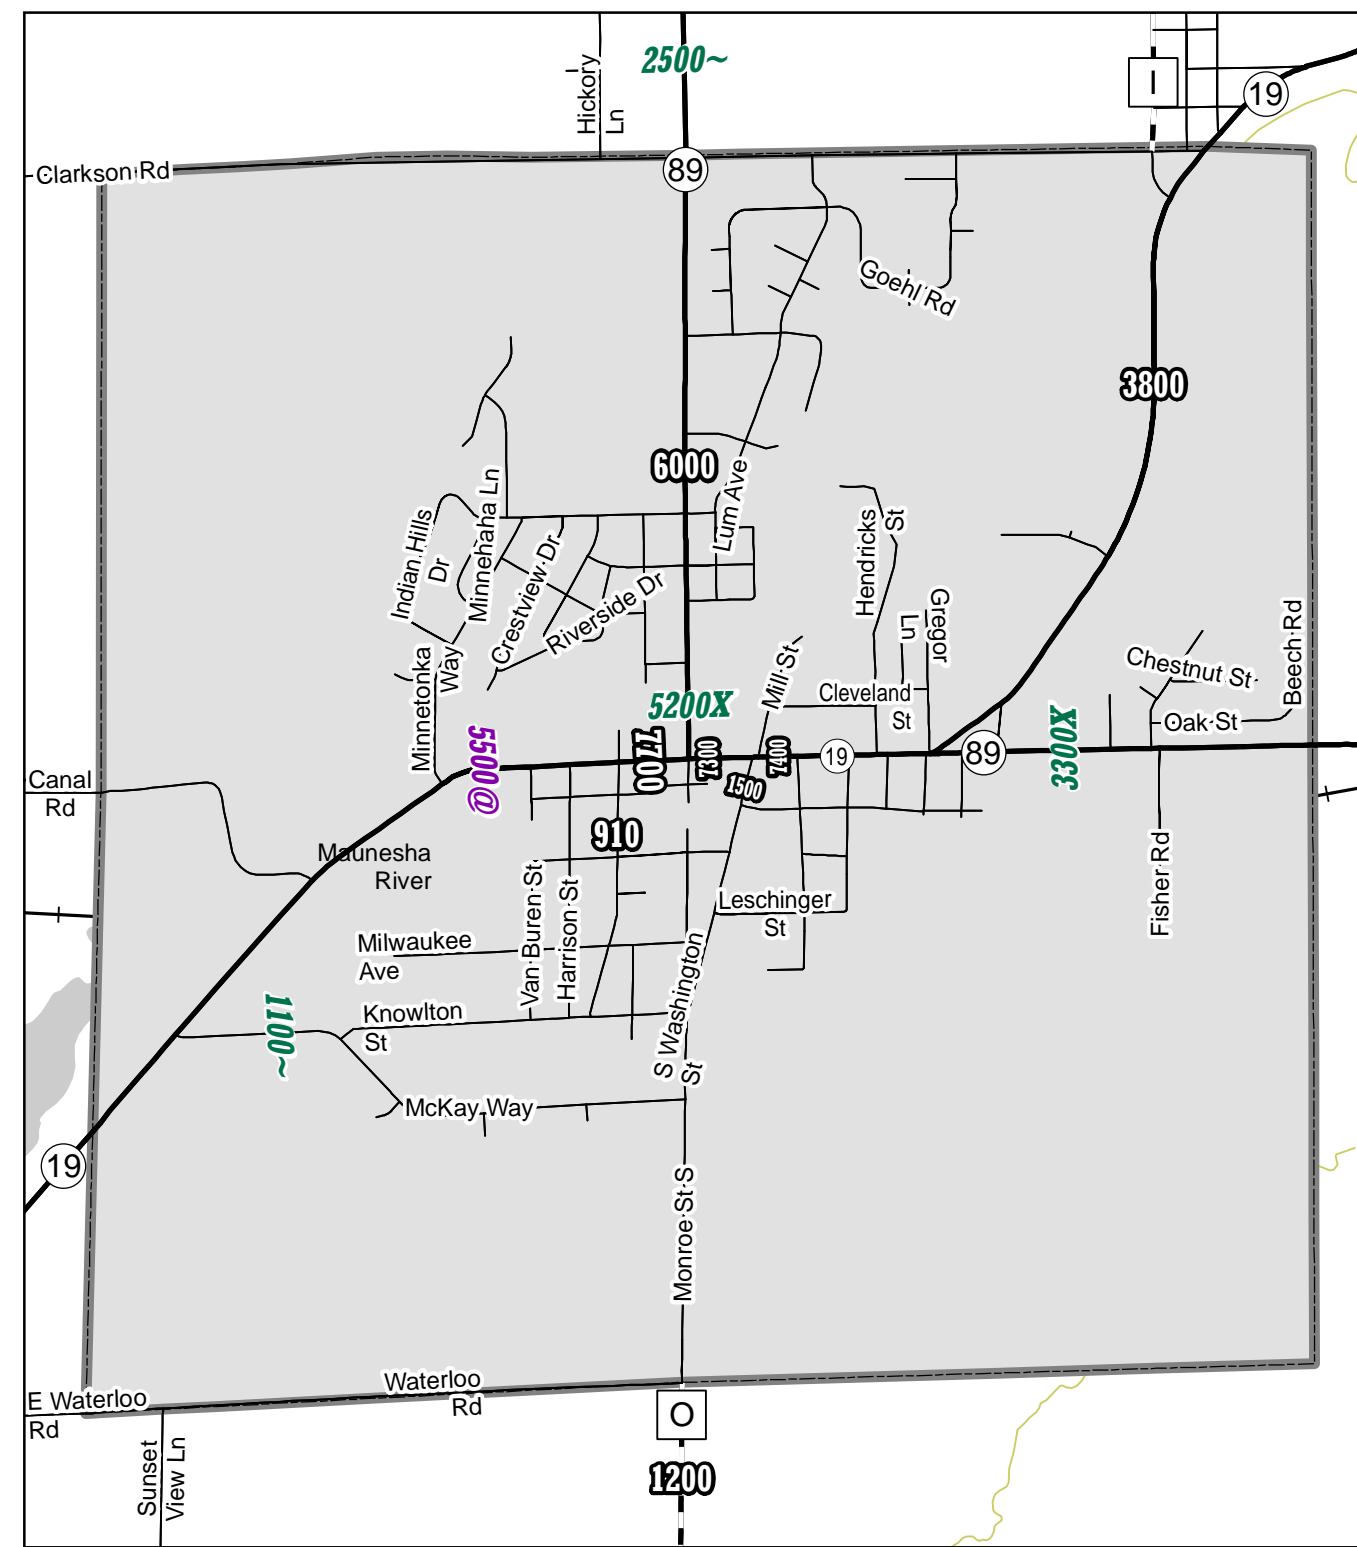 Hickory
Ln
2500~
I
19
Clarkson Rd
89
Goehl Rd
3800
6000
Lum Ave
Indian Hills
Dr
Minnehaha Ln
Crestview Dr
Riverside Dr
Hendricks
St
Gregor
Ln
Minnetonka
Way
Mill St
Cleveland
St
Chestnut St
Oak St
Beech Rd
5200X
5500@
7700
7300
7400
1500
19
89
3300X
Canal
Rd
910
Maunesha
River
Van Buren St
Harrison St
Leschinger
St
Fisher Rd
Milwaukee
Ave
Knowlton
St
1100~
S Washington
St
McKay Way
19
Monroe St S
Waterloo
Rd
E Waterloo
Rd
O
Sunset
View Ln
1200